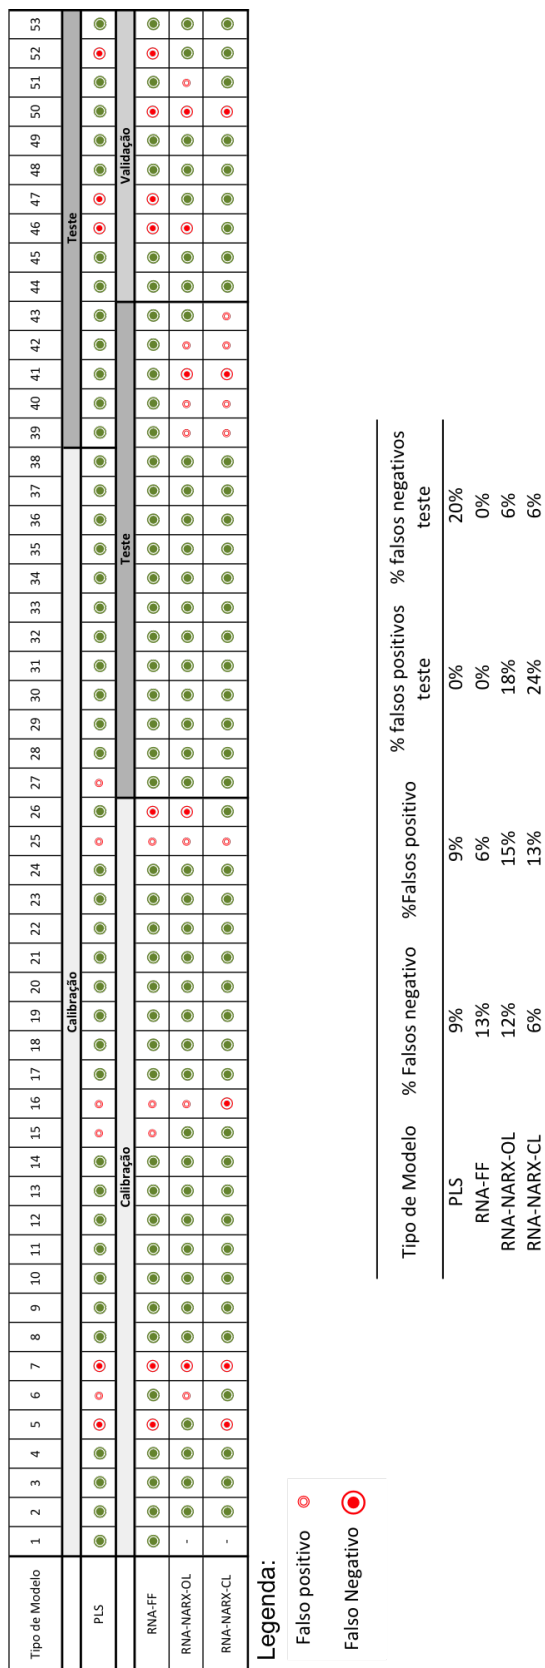 Tipo de Modelo 1 2 3 4 5 6 7 8 9 10 11 12 13 14 15 16 17 18 19 20 21 22 23 24 25 26 27 28 29 30 31 32 33 34 35 36 37 38 39 40 41 42 43 44 45 46 47 48 49 50 51 52 53
Calibração Teste
PLS
Calibração Teste Validação
RNA-FF
RNA-NARX-OL -
RNA-NARX-CL -
Legenda:
Falso positivo
Falso Negativo
Tipo de Modelo % Falsos negativo %Falsos positivo % falsos positivos teste % falsos negativos teste
PLS 9% 9% 0% 20%
RNA-FF 13% 6% 0% 0%
RNA-NARX-OL 12% 15% 18% 6%
RNA-NARX-CL 6% 13% 24% 6%